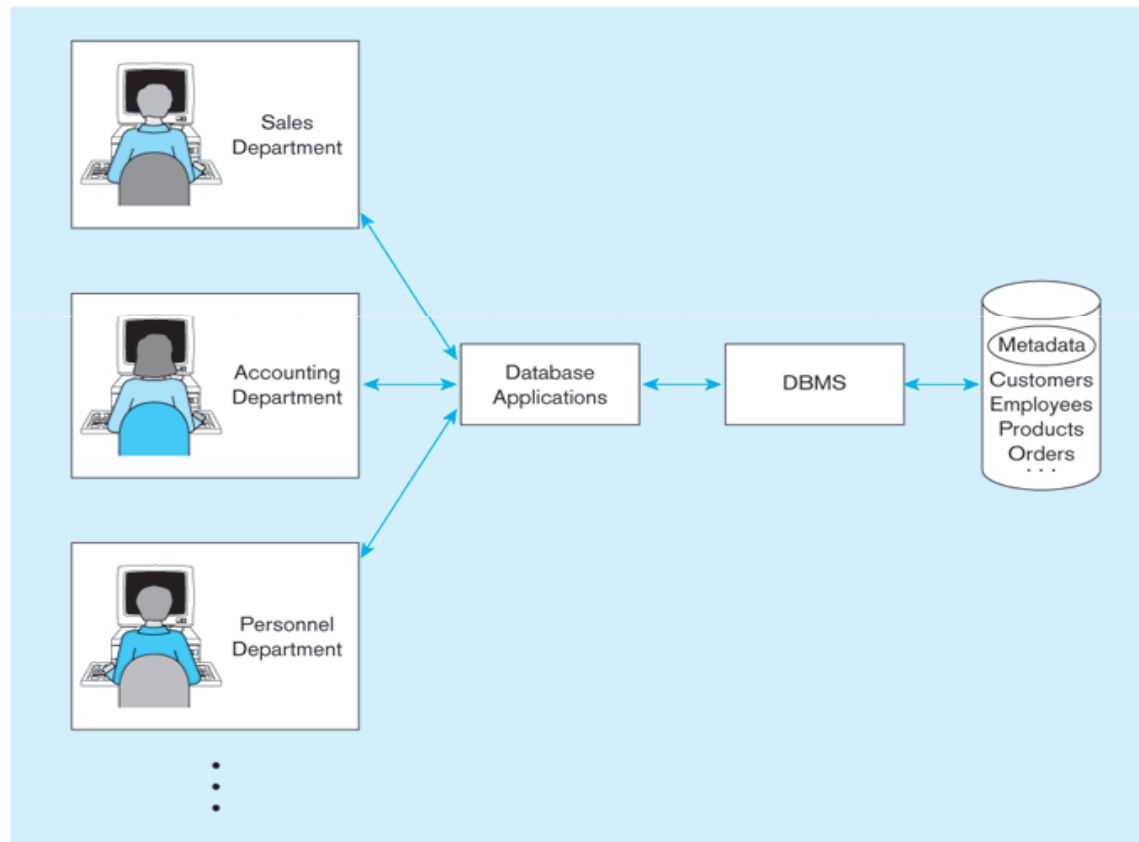 Sales
Department
Accounting
Department
Personnel
Department
Database
Applications
DBMS
Metadata
Customers
Employees
Products
Orders
. . .